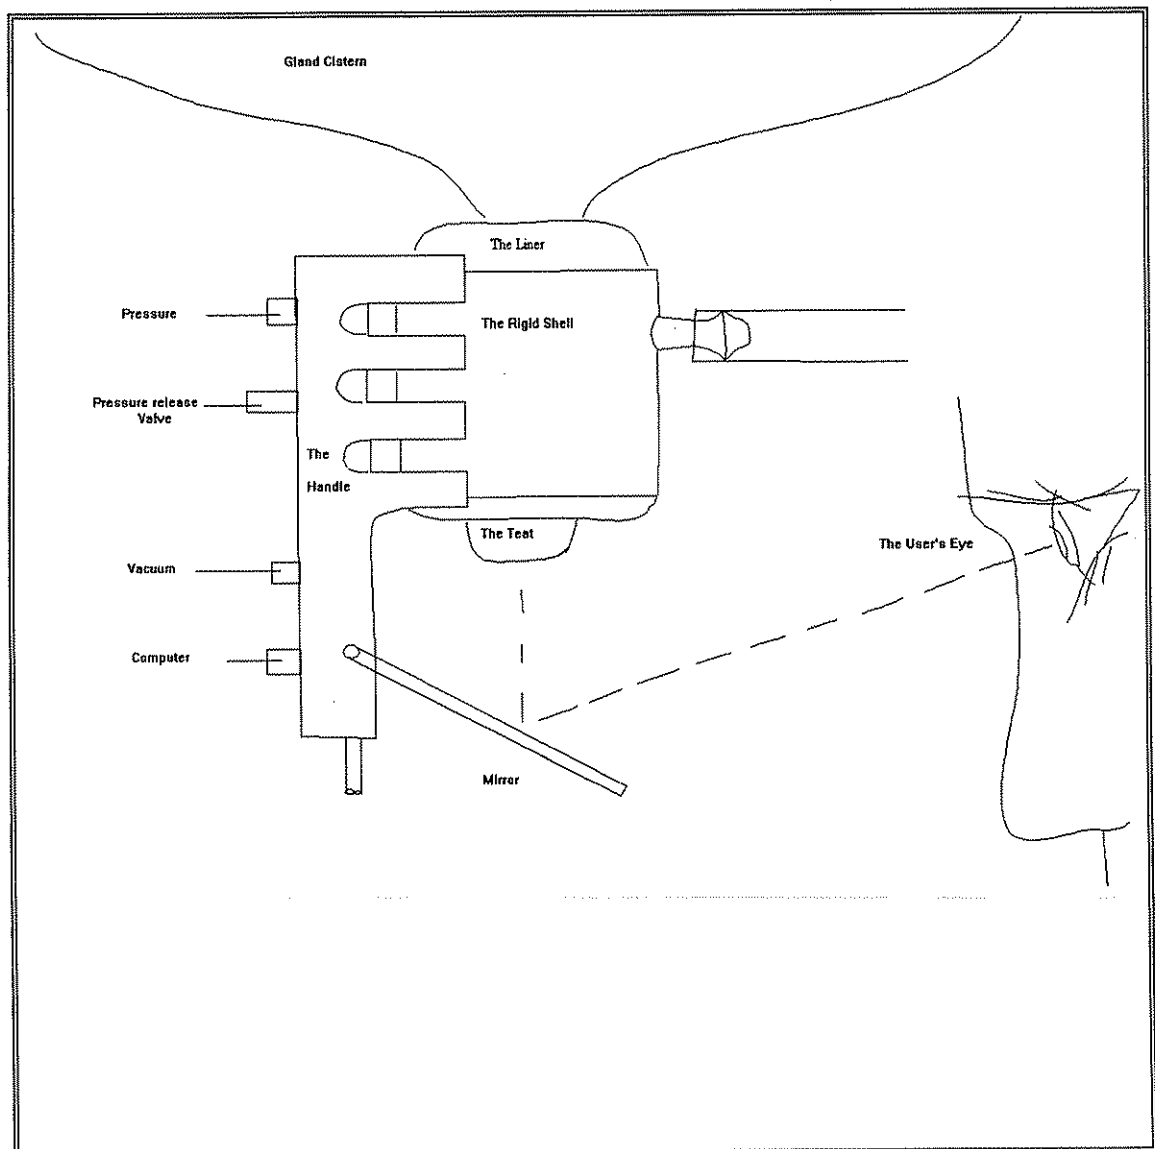 Gland Cistern
The Liner
Pressure
The Rigid Shell
Pressure release
Valve
The
Handle
The Teat
The User's Eye
Vacuum
Computer
Mirror